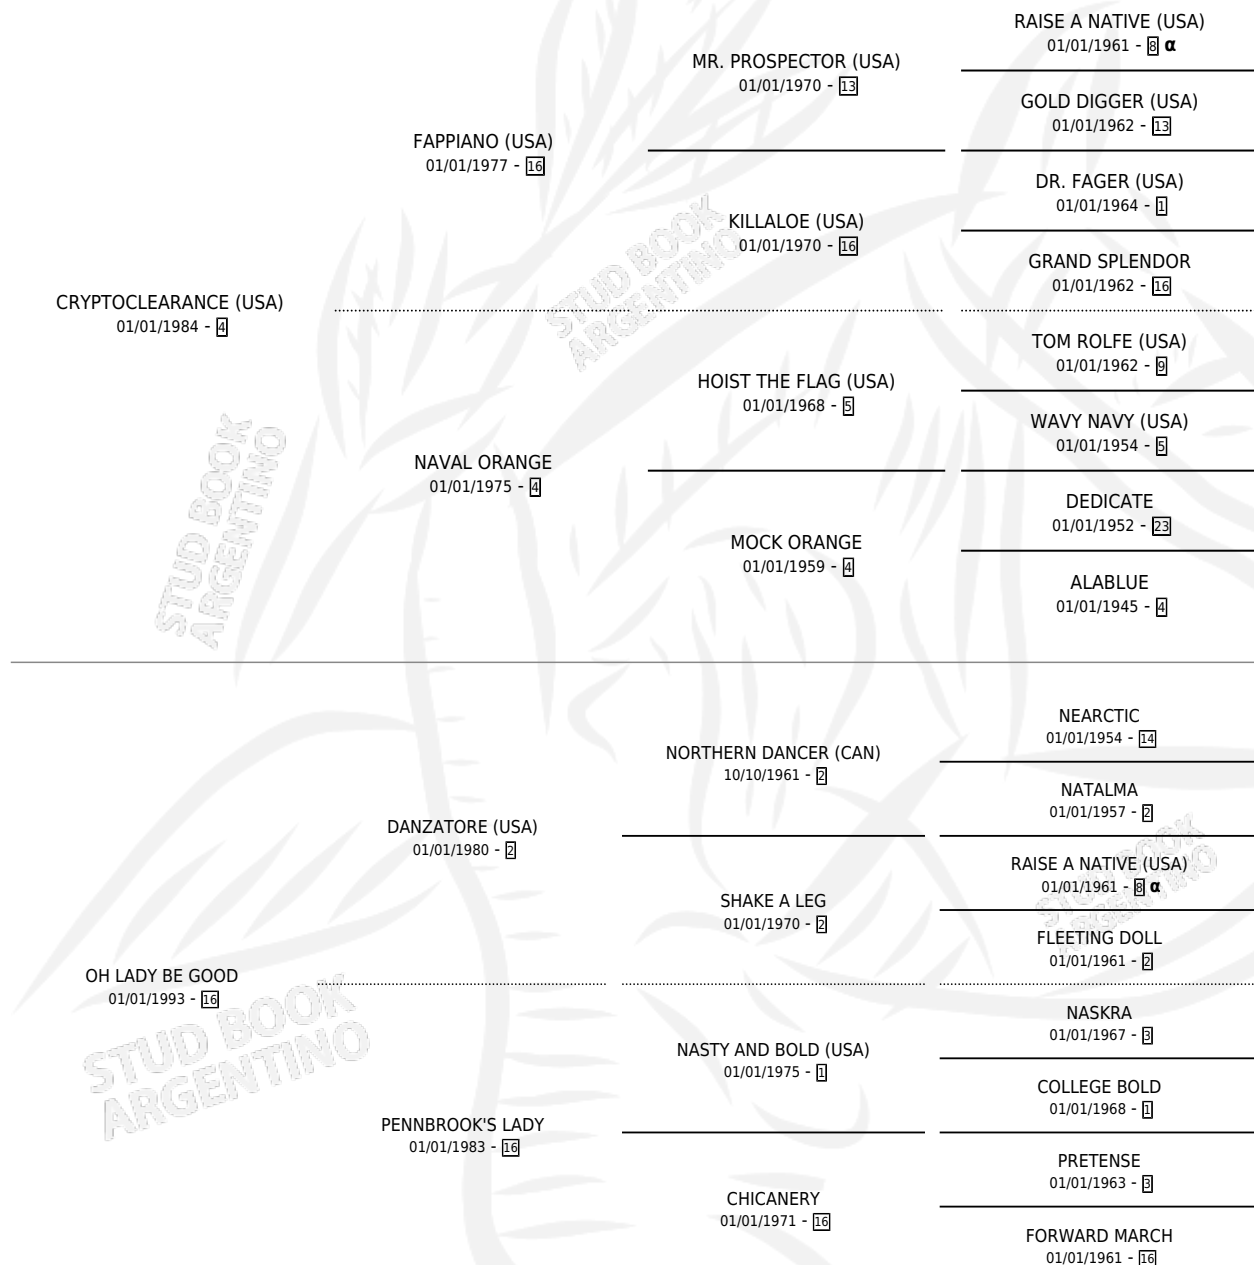 RAISE A NATIVE (USA)
01/01/1961 - 8 α
MR. PROSPECTOR (USA)
01/01/1970 - 13
GOLD DIGGER (USA)
01/01/1962 - 13
FAPPIANO (USA)
01/01/1977 - 16
DR. FAGER (USA)
01/01/1964 - 1
KILLALOE (USA)
01/01/1970 - 16
GRAND SPLENDOR
01/01/1962 - 16
CRYPTOCLEARANCE (USA)
01/01/1984 - 4
TOM ROLFE (USA)
01/01/1962 - 9
HOIST THE FLAG (USA)
01/01/1968 - 5
WAVY NAVY (USA)
01/01/1954 - 5
NAVAL ORANGE
01/01/1975 - 4
DEDICATE
01/01/1952 - 23
MOCK ORANGE
01/01/1959 - 4
ALABLUE
01/01/1945 - 4
NEARCTIC
01/01/1954 - 14
NORTHERN DANCER (CAN)
10/10/1961 - 2
NATALMA
01/01/1957 - 2
DANZATORE (USA)
01/01/1980 - 2
RAISE A NATIVE (USA)
01/01/1961 - 8 α
SHAKE A LEG
01/01/1970 - 2
FLEETING DOLL
01/01/1961 - 2
OH LADY BE GOOD
01/01/1993 - 16
NASKRA
01/01/1967 - 3
NASTY AND BOLD (USA)
01/01/1975 - 1
COLLEGE BOLD
01/01/1968 - 1
PENNBROOK'S LADY
01/01/1983 - 16
PRETENSE
01/01/1963 - 3
CHICANERY
01/01/1971 - 16
FORWARD MARCH
01/01/1961 - 16
STUD BOOK
ARGENTINO
STUD BOOK
ARGENTINO
STUD BOOK
ARGENTINO
STUD BOOK
ARGENTINO